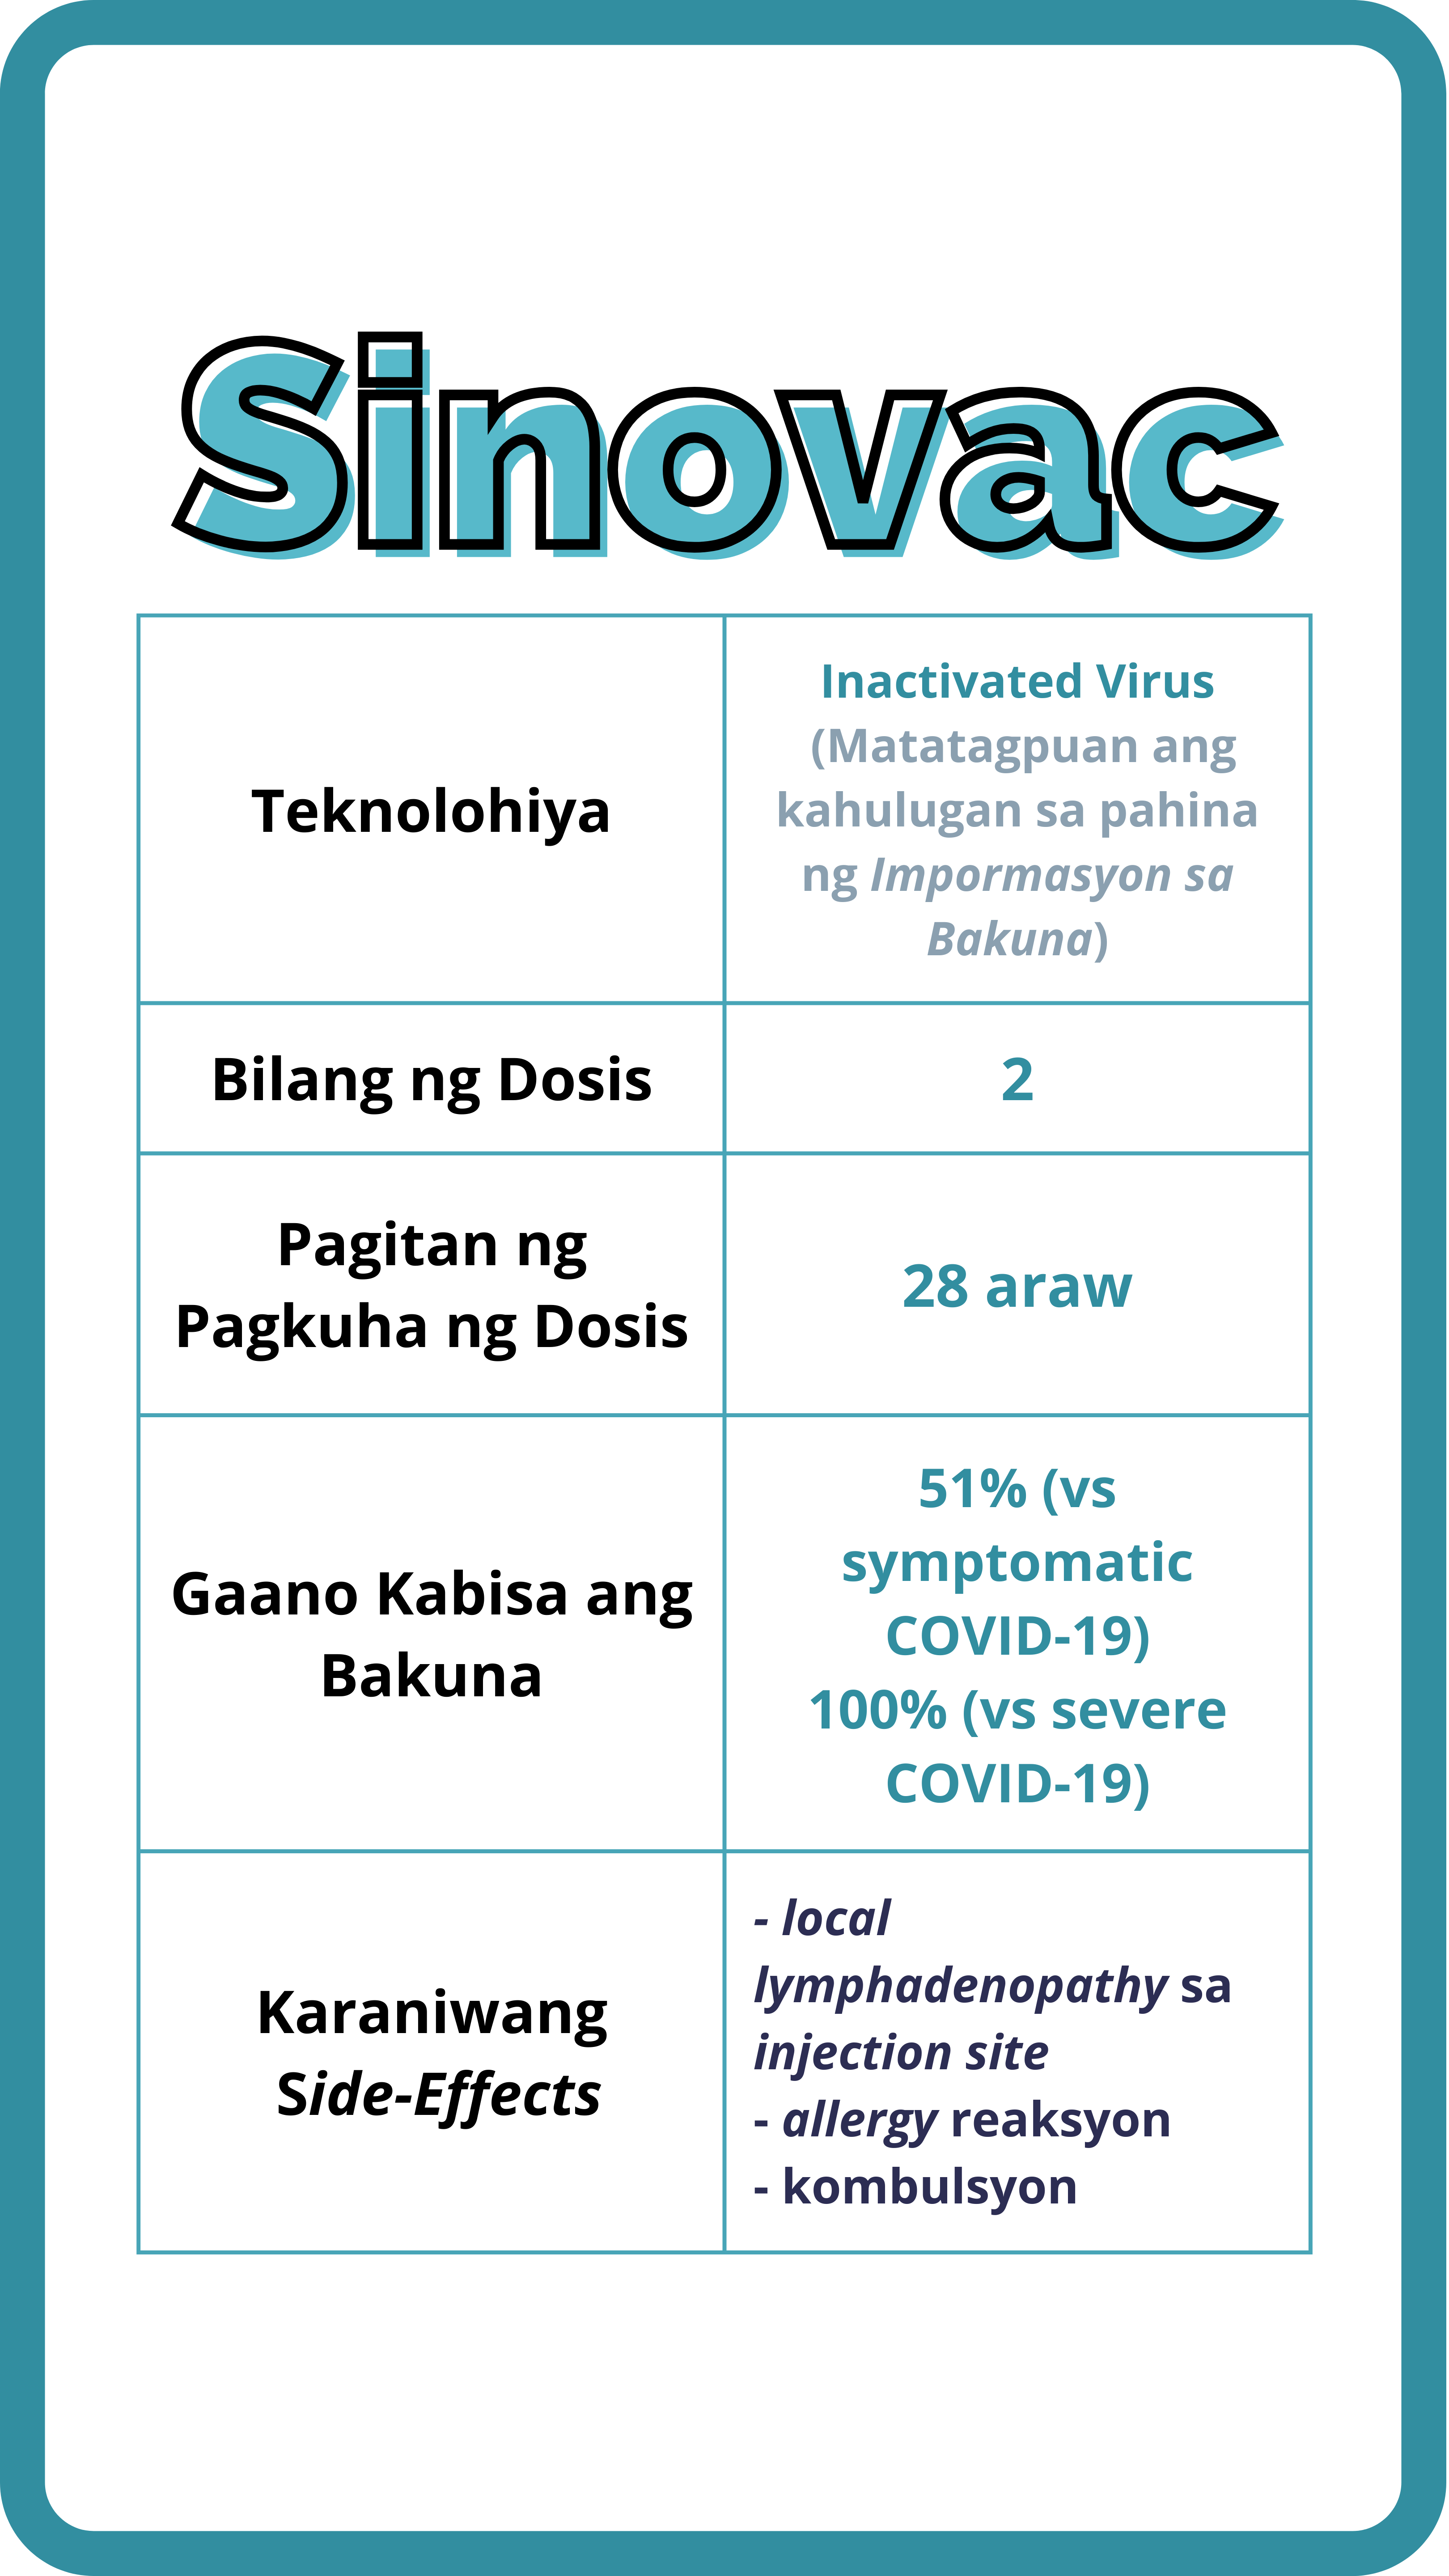 Sinovac
Teknolohiya
Inactivated Virus
(Matatagpuan ang
kahulugan sa pahina
ng Impormasyon sa
Bakuna)
Bilang ng Dosis
2
Pagitan ng
Pagkuha ng Dosis
28 araw
Gaano Kabisa ang
Bakuna
51% (vs
symptomatic
COVID-19)
100% (vs severe
COVID-19)
Karaniwang
Side-Effects
- local
lymphadenopathy sa
injection site
- allergy reaksyon
- kombulsyon